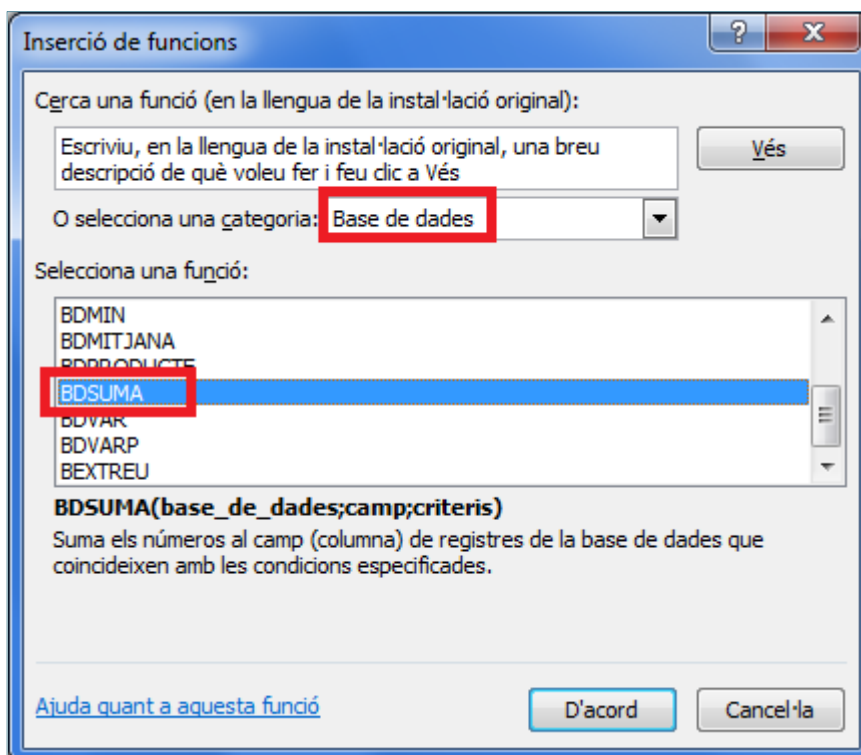 Inserció de funcions
Cerca una funció (en la llengua de la instal·lació original):
Escriviu, en la llengua de la instal·lació original, una breu
descripció de què voleu fer i feu clic a Vés
Vés
O selecciona una categoria: Base de dades
Selecciona una funció:
BDMIN
BDMITJANA
BDPRODUCTE
BDSUMA
BDVAR
BDVARP
BEXTREU
BDSUMA(base_de_dades;camp;criteris)
Suma els números al camp (columna) de registres de la base de dades que
coincideixen amb les condicions especificades.
Ajuda quant a aquesta funció
D'acord
Cancel·la